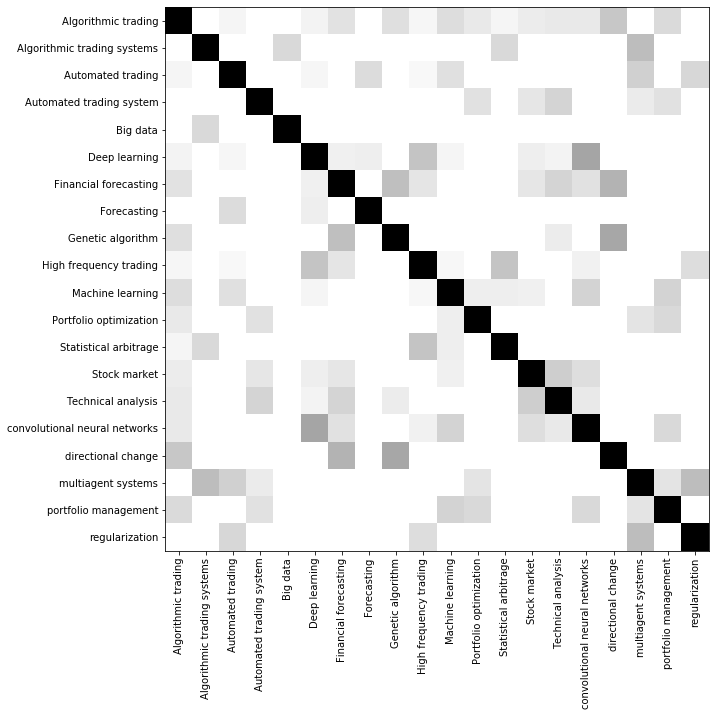 Algorithmic trading
Algorithmic trading systems
Automated trading
Automated trading system
Big data
Deep learning
Financial forecasting
Forecasting
Genetic algorithm
High frequency trading
Machine learning
Portfolio optimization
Statistical arbitrage
Stock market
Technical analysis
convolutional neural networks
directional change
multiagent systems
portfolio management
regularization
Algorithmic trading
Algorithmic trading systems
Automated trading
Automated trading system
Big data
Deep learning
Financial forecasting
Forecasting
Genetic algorithm
High frequency trading
Machine learning
Portfolio optimization
Statistical arbitrage
Stock market
Technical analysis
convolutional neural networks
directional change
multiagent systems
portfolio management
regularization